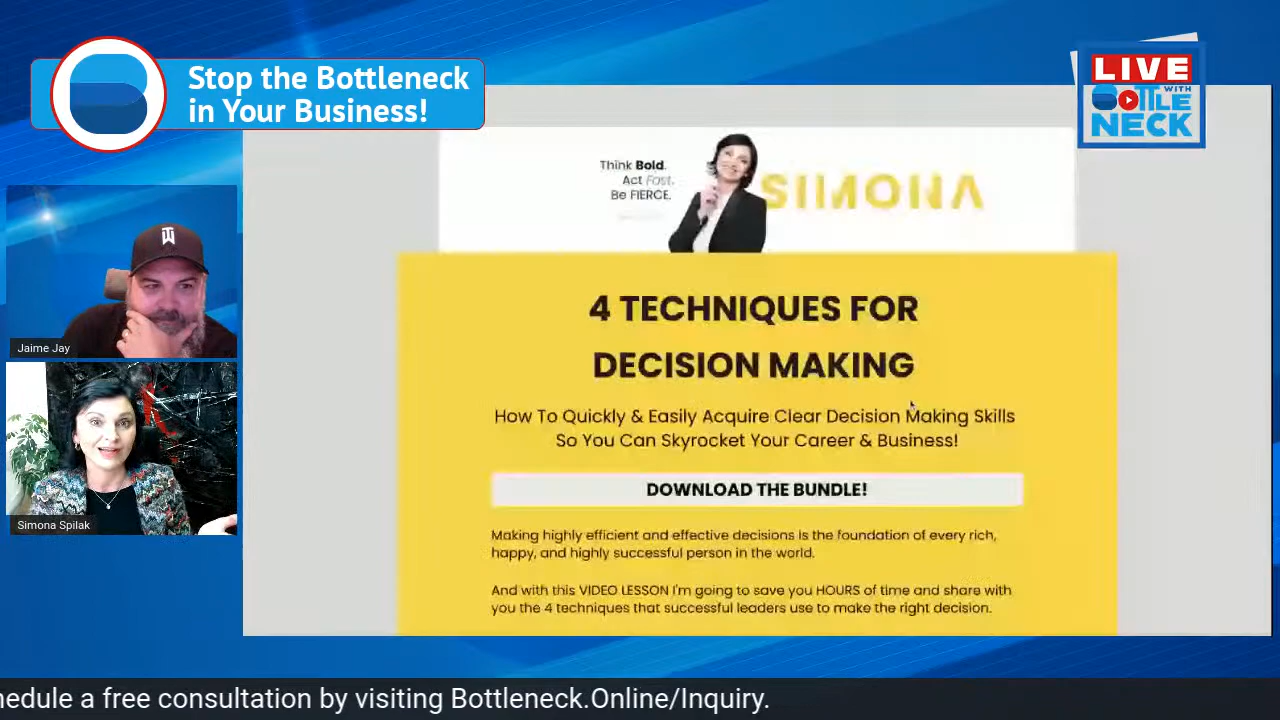 Stop the Bottleneck
in Your Business!
LIVE
WITH
BOTTLE
NECK
Think Bold.
Act Fast.
Be FIERCE.
SIMONA
4 TECHNIQUES FOR
DECISION MAKING
How To Quickly & Easily Acquire Clear Decision Making Skills
So You Can Skyrocket Your Career & Business!
DOWNLOAD THE BUNDLE!
Making highly efficient and effective decisions is the foundation of every rich,
happy, and highly successful person in the world.
And with this VIDEO LESSON I'm going to save you HOURS of time and share with
you the 4 techniques that successful leaders use to make the right decision.
Jaime Jay
Simona Spilak
hedule a free consultation by visiting Bottleneck.Online/Inquiry.